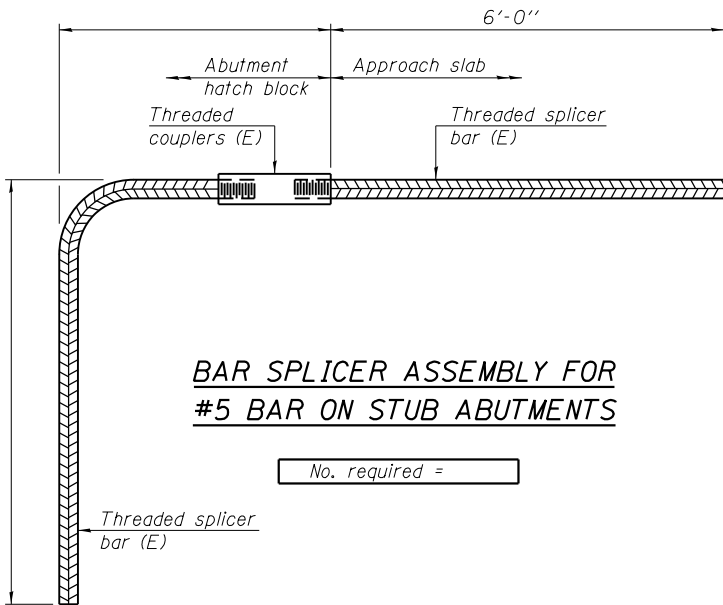 6'-0''
Abutment
hatch block
Approach slab
Threaded
couplers (E)
Threaded splicer
bar (E)
BAR SPLICER ASSEMBLY FOR
#5 BAR ON STUB ABUTMENTS
No. required =
Threaded splicer
bar (E)